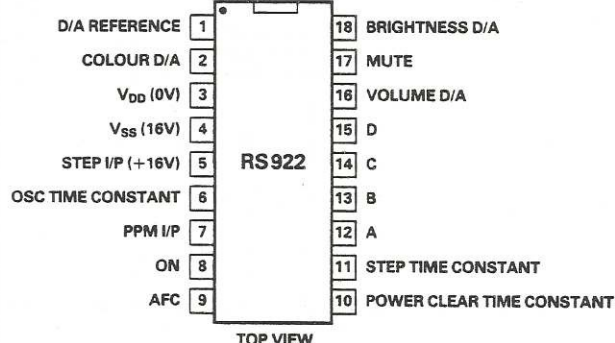 D/A REFERENCE 1 18 BRIGHTNESS D/A
COLOUR D/A 2 17 MUTE
VDD (0V) 3 16 VOLUME D/A
VSS (16V) 4 15 D
STEP I/P (+16V) 5 RS922 14 C
OSC TIME CONSTANT 6 13 B
PPM I/P 7 12 A
ON 8 11 STEP TIME CONSTANT
AFC 9 10 POWER CLEAR TIME CONSTANT
TOP VIEW